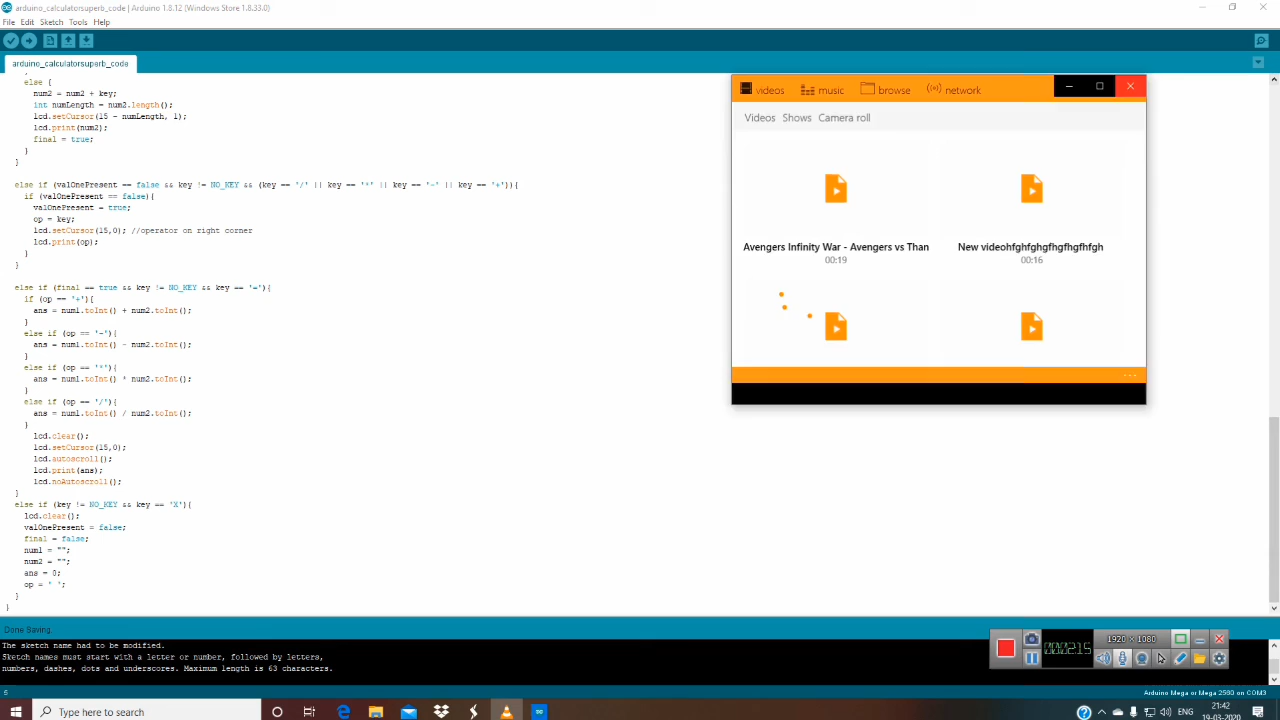 arduino_calculatorsuperb_code | Arduino 1.8.12 (Windows Store 1.8.33.0)
File Edit Sketch Tools Help
arduino_calculatorsuperb_code
else {
num2 = num2 + key;
int numLength = num2.length();
lcd.setCursor(15 - numLength, 1);
lcd.print(num2);
final = true;
}
}
else if (valOnePresent == false && key != NO_KEY && (key == '/' || key == '*' || key == '-' || key == '+')){
if (valOnePresent == false){
valOnePresent = true;
op = key;
lcd.setCursor(15,0); //operator on right corner
lcd.print(op);
}
}
else if (final == true && key != NO_KEY && key == '='){
if (op == '+'){
ans = num1.toInt() + num2.toInt();
}
else if (op == '-'){
ans = num1.toInt() - num2.toInt();
}
else if (op == '*'){
ans = num1.toInt() * num2.toInt();
}
else if (op == '/'){
ans = num1.toInt() / num2.toInt();
}
lcd.clear();
lcd.setCursor(15,0);
lcd.autoscroll();
lcd.print(ans);
lcd.noAutoscroll();
}
else if (key != NO_KEY && key == 'X'){
lcd.clear();
valOnePresent = false;
final = false;
num1 = "";
num2 = "";
ans = 0;
op = ' ';
}
}
videos music browse network
Videos Shows Camera roll
Avengers Infinity War - Avengers vs Than
00:19
New videohfghfghgfhgfhgfhfgh
00:16
Done Saving.
The sketch name had to be modified.
Sketch names must start with a letter or number, followed by letters,
numbers, dashes, dots and underscores. Maximum length is 63 characters.
1920 X 1080
000215
6
Arduino Mega or Mega 2560 on COM3
Type here to search
ENG
21:42
19-03-2020